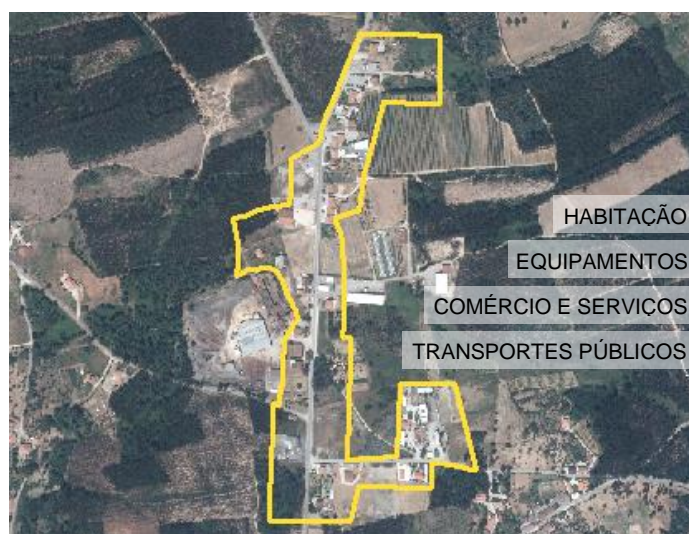 HABITAÇÃO
EQUIPAMENTOS
COMÉRCIO E SERVIÇOS
TRANSPORTES PÚBLICOS